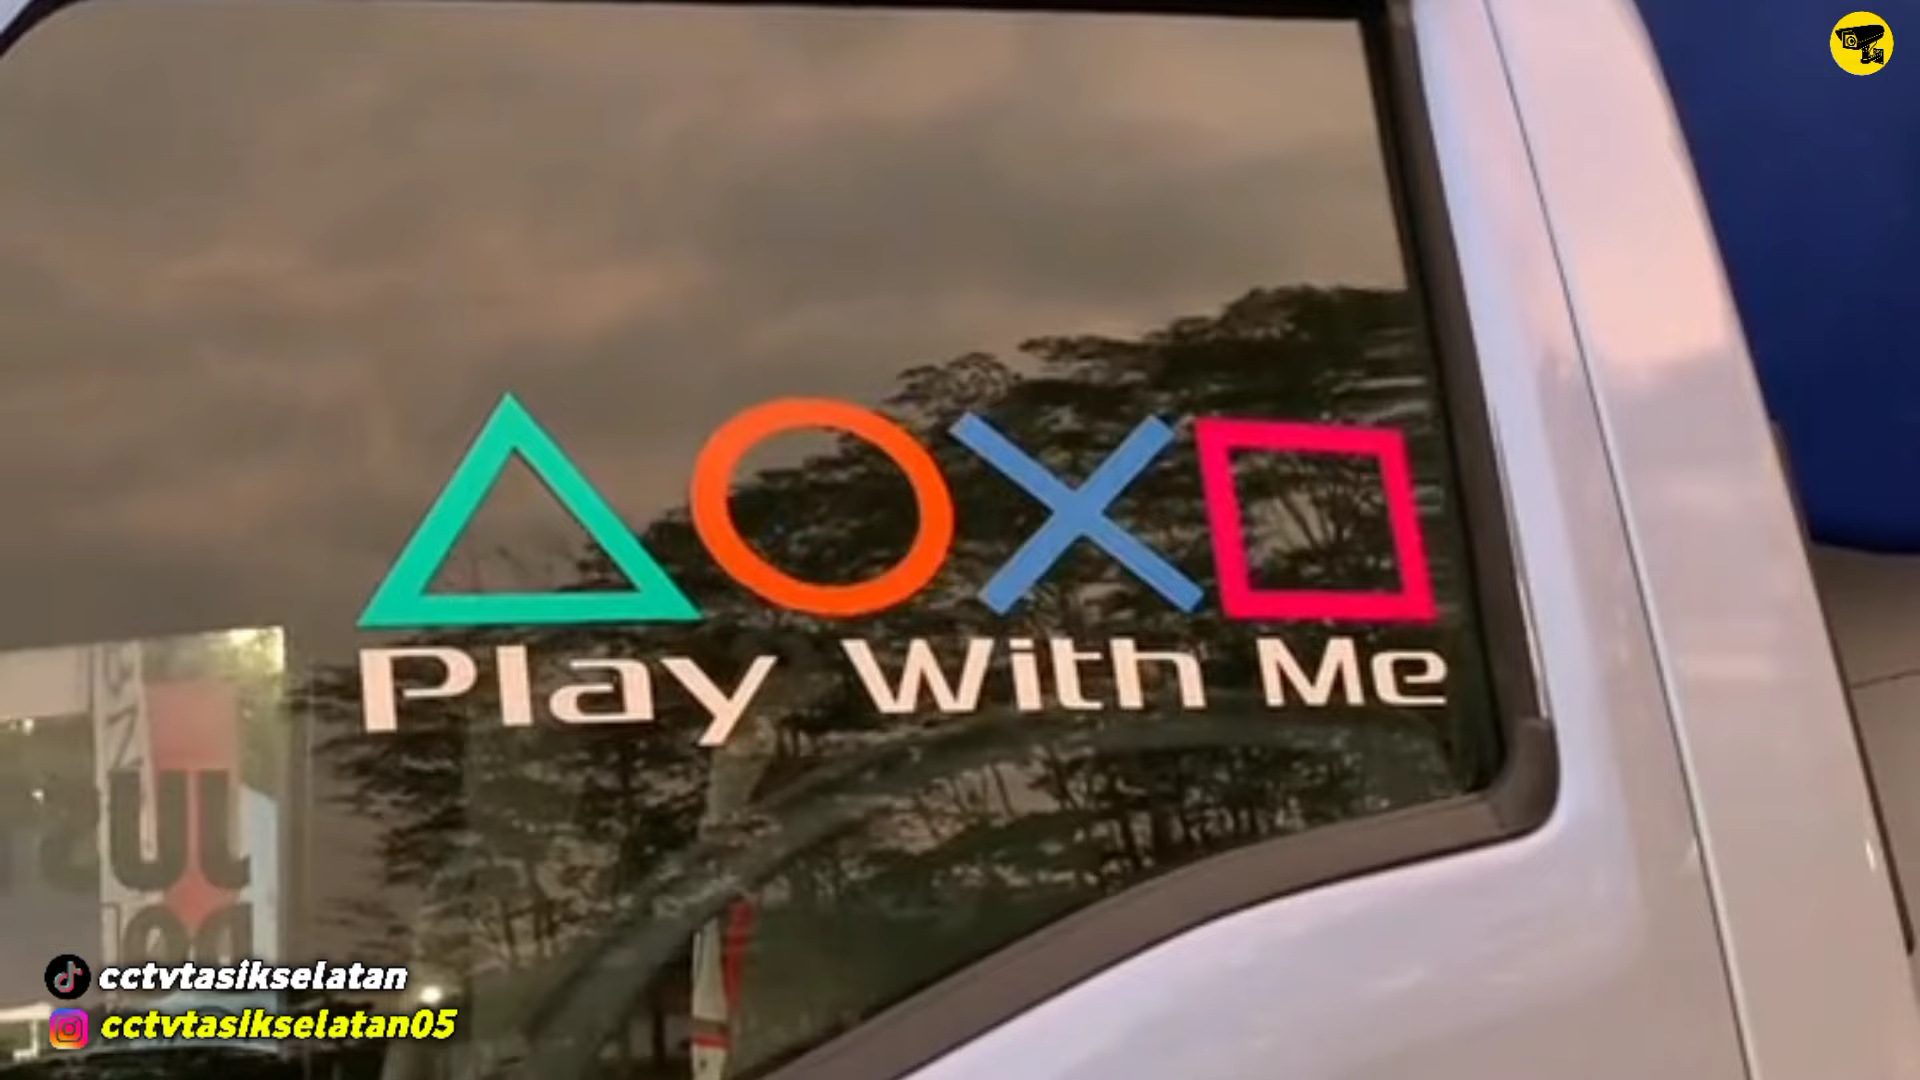 Play With Me
cctvtasikselatan
cctvtasikselatan05